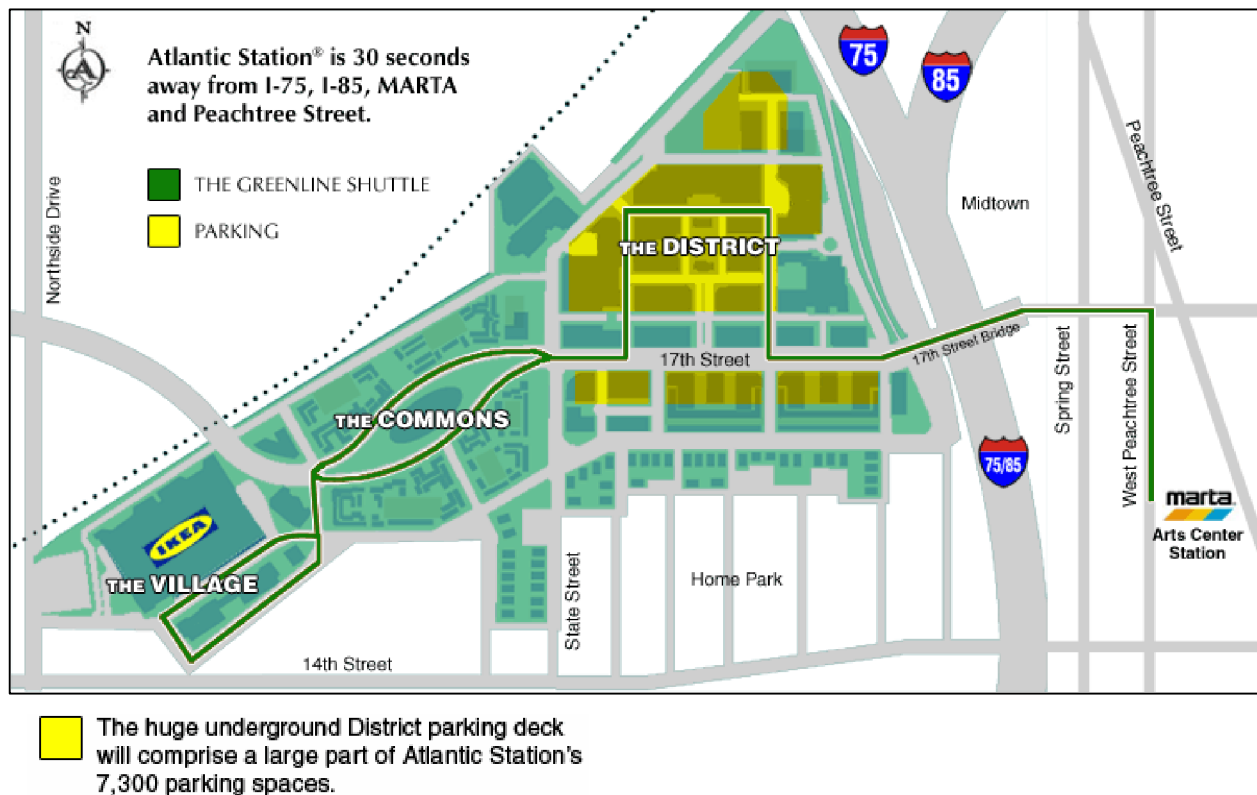 N
Atlantic Station® is 30 seconds
away from I-75, I-85, MARTA
and Peachtree Street.
THE GREENLINE SHUTTLE
PARKING
75
85
Northside Drive
Midtown
Peachtree Street
THE DISTRICT
17th Street
17th Street Bridge
Spring Street
West Peachtree Street
THE COMMONS
75/85
marta
Arts Center
Station
IKEA
THE VILLAGE
State Street
Home Park
14th Street
The huge underground District parking deck
will comprise a large part of Atlantic Station's
7,300 parking spaces.